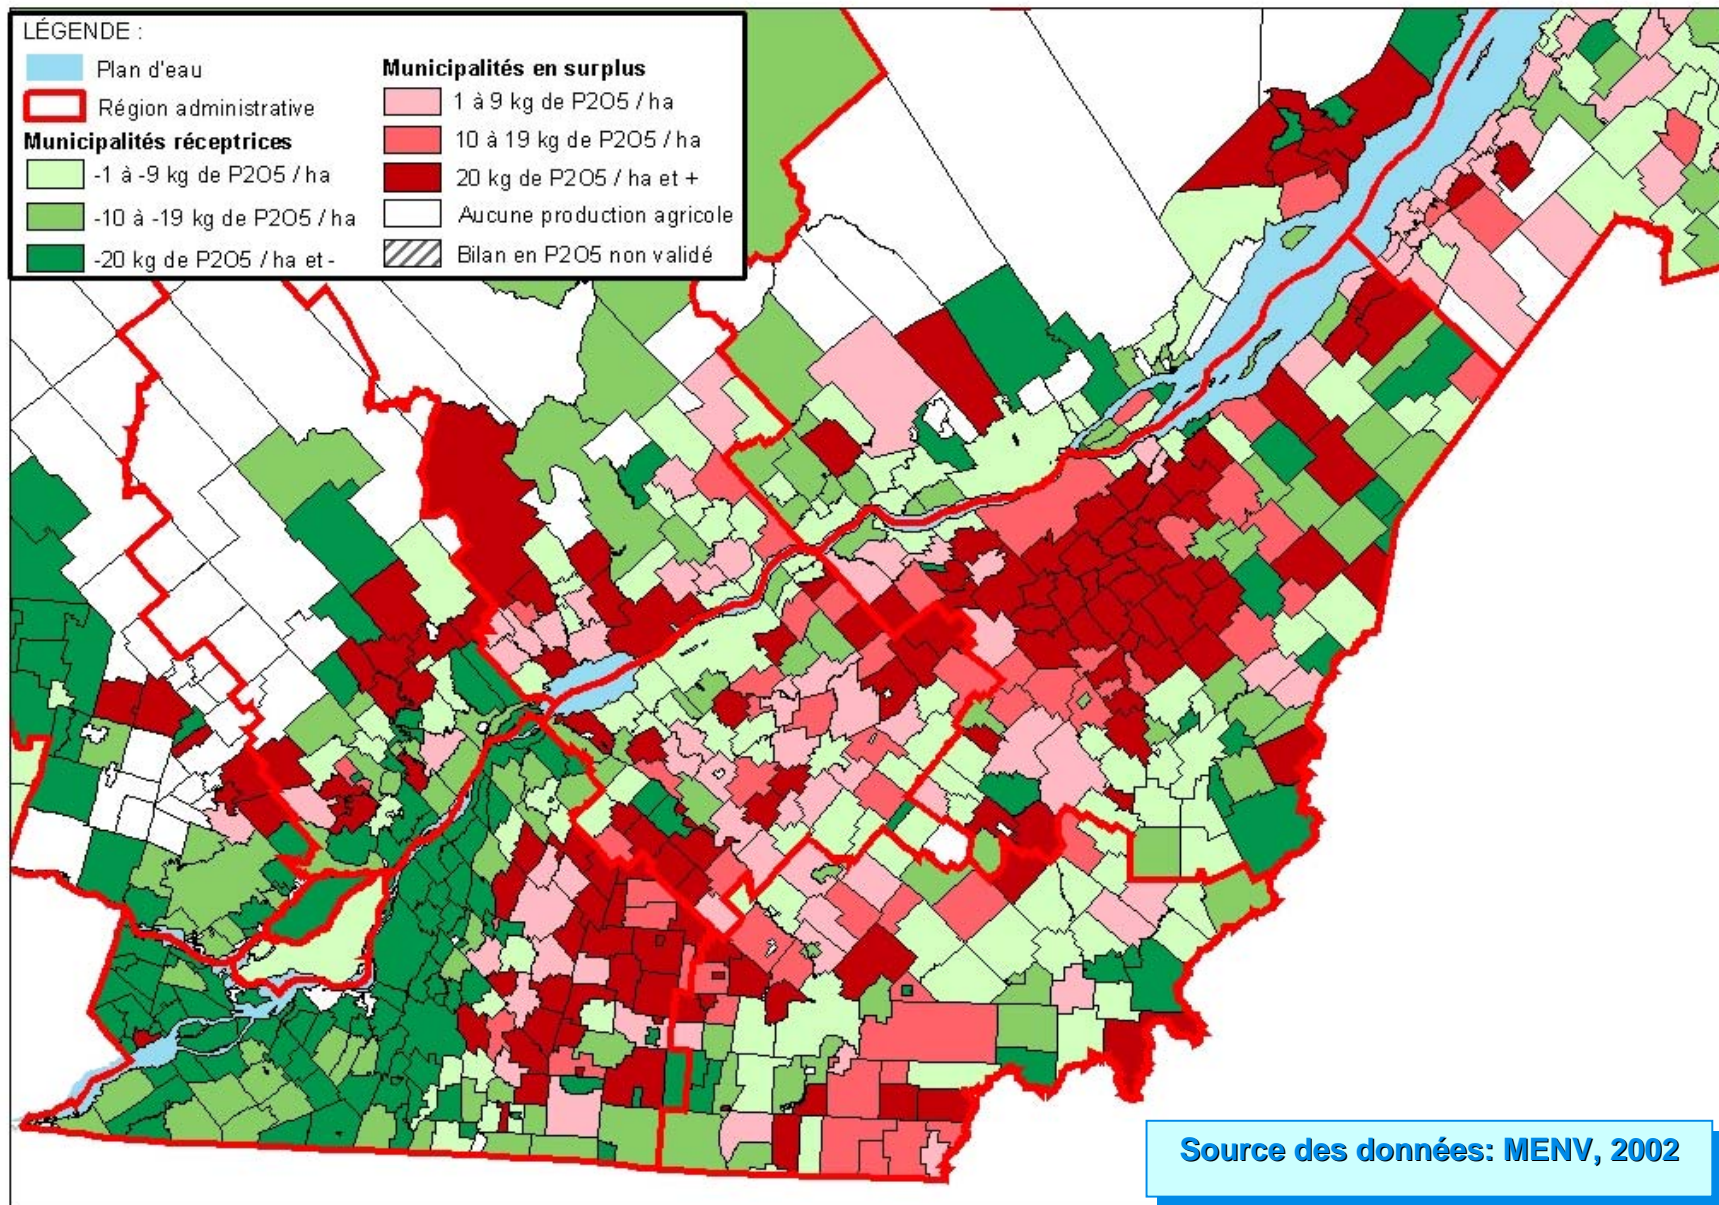 LÉGENDE :
Plan d'eau
Région administrative
Municipalités réceptrices
-1 à -9 kg de P2O5 / ha
-10 à -19 kg de P2O5 / ha
-20 kg de P2O5 / ha et -
Municipalités en surplus
1 à 9 kg de P2O5 / ha
10 à 19 kg de P2O5 / ha
20 kg de P2O5 / ha et +
Aucune production agricole
Bilan en P2O5 non validé
Source des données: MENV, 2002